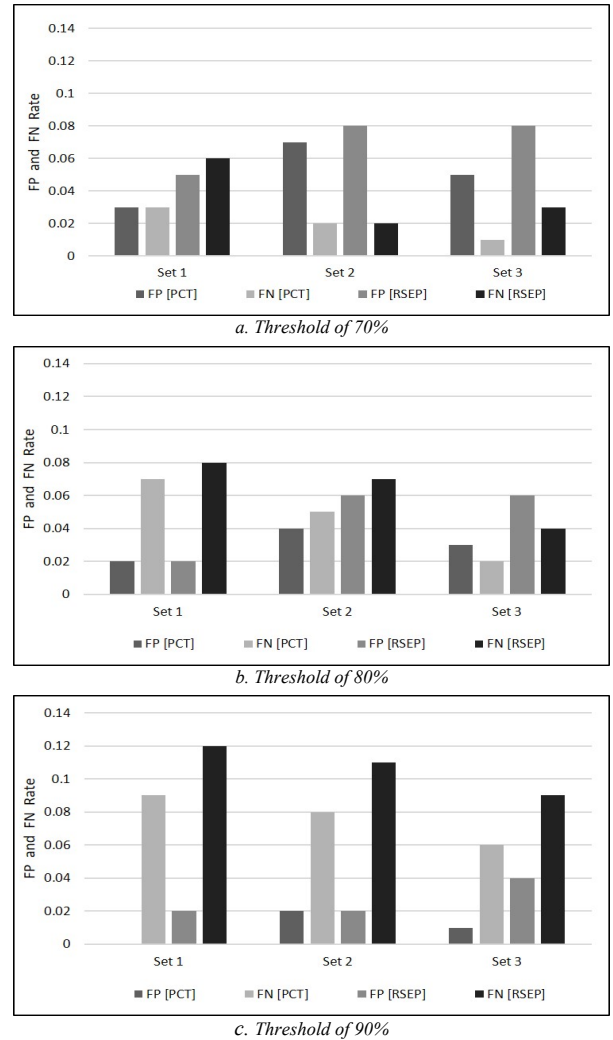 0.14
0.12
0.1
0.08
0.06
0.04
0.02
0
FP and FN Rate
Set 1 Set 2 Set 3
FP [PCT] FN [PCT] FP [RSEP] FN [RSEP]
a. Threshold of 70%
0.14
0.12
0.1
0.08
0.06
0.04
0.02
0
FP and FN Rate
Set 1 Set 2 Set 3
FP [PCT] FN [PCT] FP [RSEP] FN [RSEP]
b. Threshold of 80%
0.14
0.12
0.1
0.08
0.06
0.04
0.02
0
FP and FN Rate
Set 1 Set 2 Set 3
FP [PCT] FN [PCT] FP [RSEP] FN [RSEP]
c. Threshold of 90%